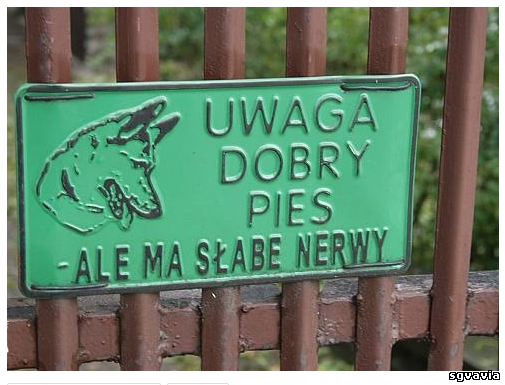 UWAGA
DOBRY
PIES
-ALE MA SŁABE NERWY
sgvavia